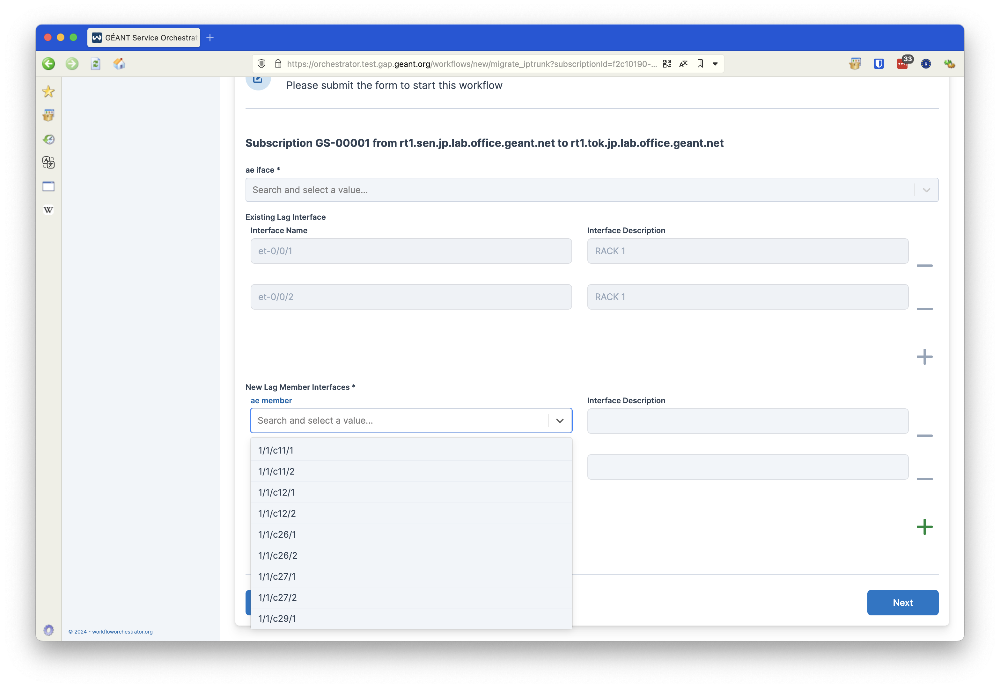 GÉANT Service Orchestrat
https://orchestrator.test.gap.geant.org/workflows/new/migrate_iptrunk?subscriptionId=f2c10190-...
33
W
Please submit the form to start this workflow
Subscription GS-00001 from rt1.sen.jp.lab.office.geant.net to rt1.tok.jp.lab.office.geant.net
ae iface *
Search and select a value...
Existing Lag Interface
Interface Name
Interface Description
et-0/0/1
RACK 1
et-0/0/2
RACK 1
New Lag Member Interfaces *
ae member
Interface Description
Search and select a value...
1/1/c11/1
1/1/c11/2
1/1/c12/1
1/1/c12/2
1/1/c26/1
1/1/c26/2
1/1/c27/1
1/1/c27/2
1/1/c29/1
Next
© 2024 - workfloworchestrator.org